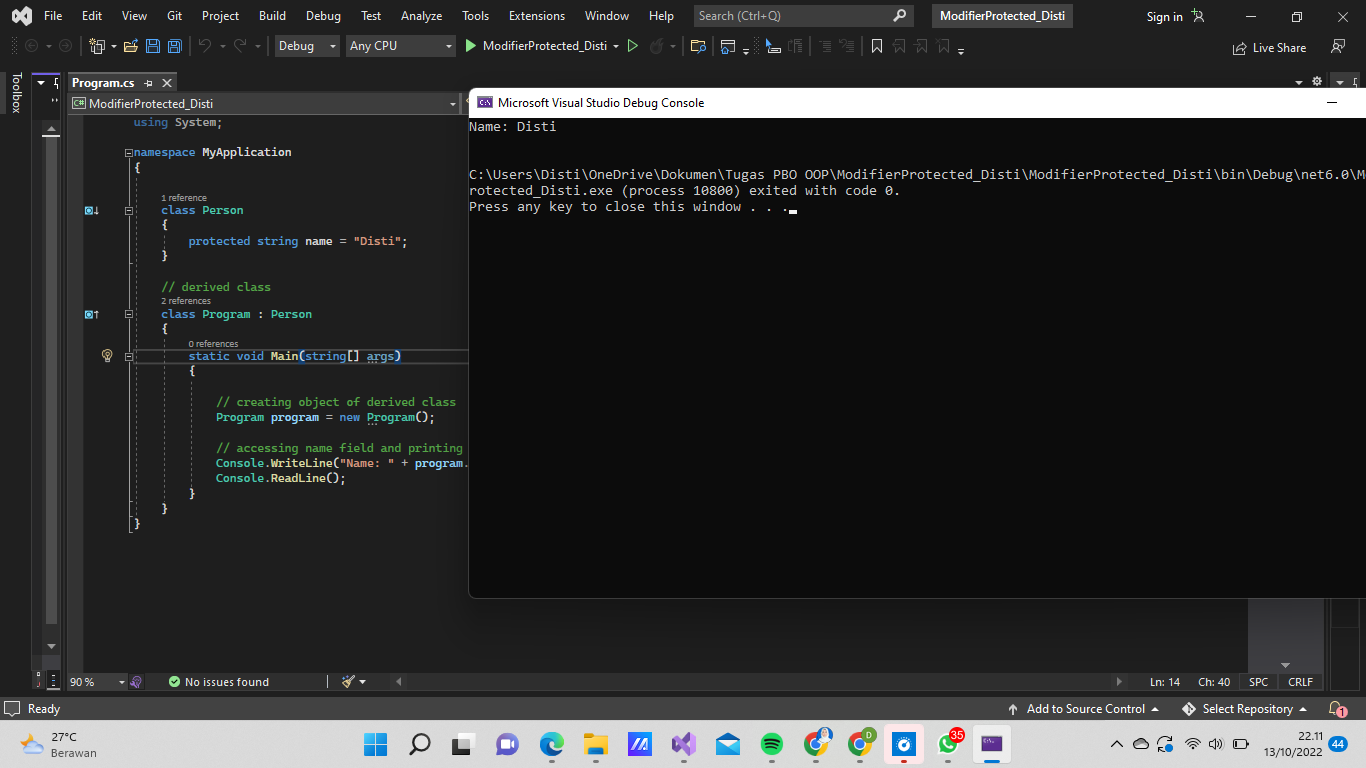 File Edit View Git Project Build Debug Test Analyze Tools Extensions Window Help Search (Ctrl+Q) ModifierProtected_Disti Sign in
Debug Any CPU ModifierProtected_Disti Live Share
Toolbox
Program.cs
ModifierProtected_Disti
using System;
namespace MyApplication
{
1 reference
class Person
{
protected string name = "Disti";
}
// derived class
2 references
class Program : Person
{
0 references
static void Main(string[] args)
{
// creating object of derived class
Program program = new Program();
// accessing name field and printing
Console.WriteLine("Name: " + program.
Console.ReadLine();
}
}
}
Microsoft Visual Studio Debug Console
Name: Disti
C:\Users\Disti\OneDrive\Dokumen\Tugas PBO OOP\ModifierProtected_Disti\ModifierProtected_Disti\bin\Debug\net6.0\M
rotected_Disti.exe (process 10800) exited with code 0.
Press any key to close this window . . .
90 % No issues found Ln: 14 Ch: 40 SPC CRLF
Ready Add to Source Control Select Repository 1
27°C
Berawan
35
22.11
13/10/2022
44